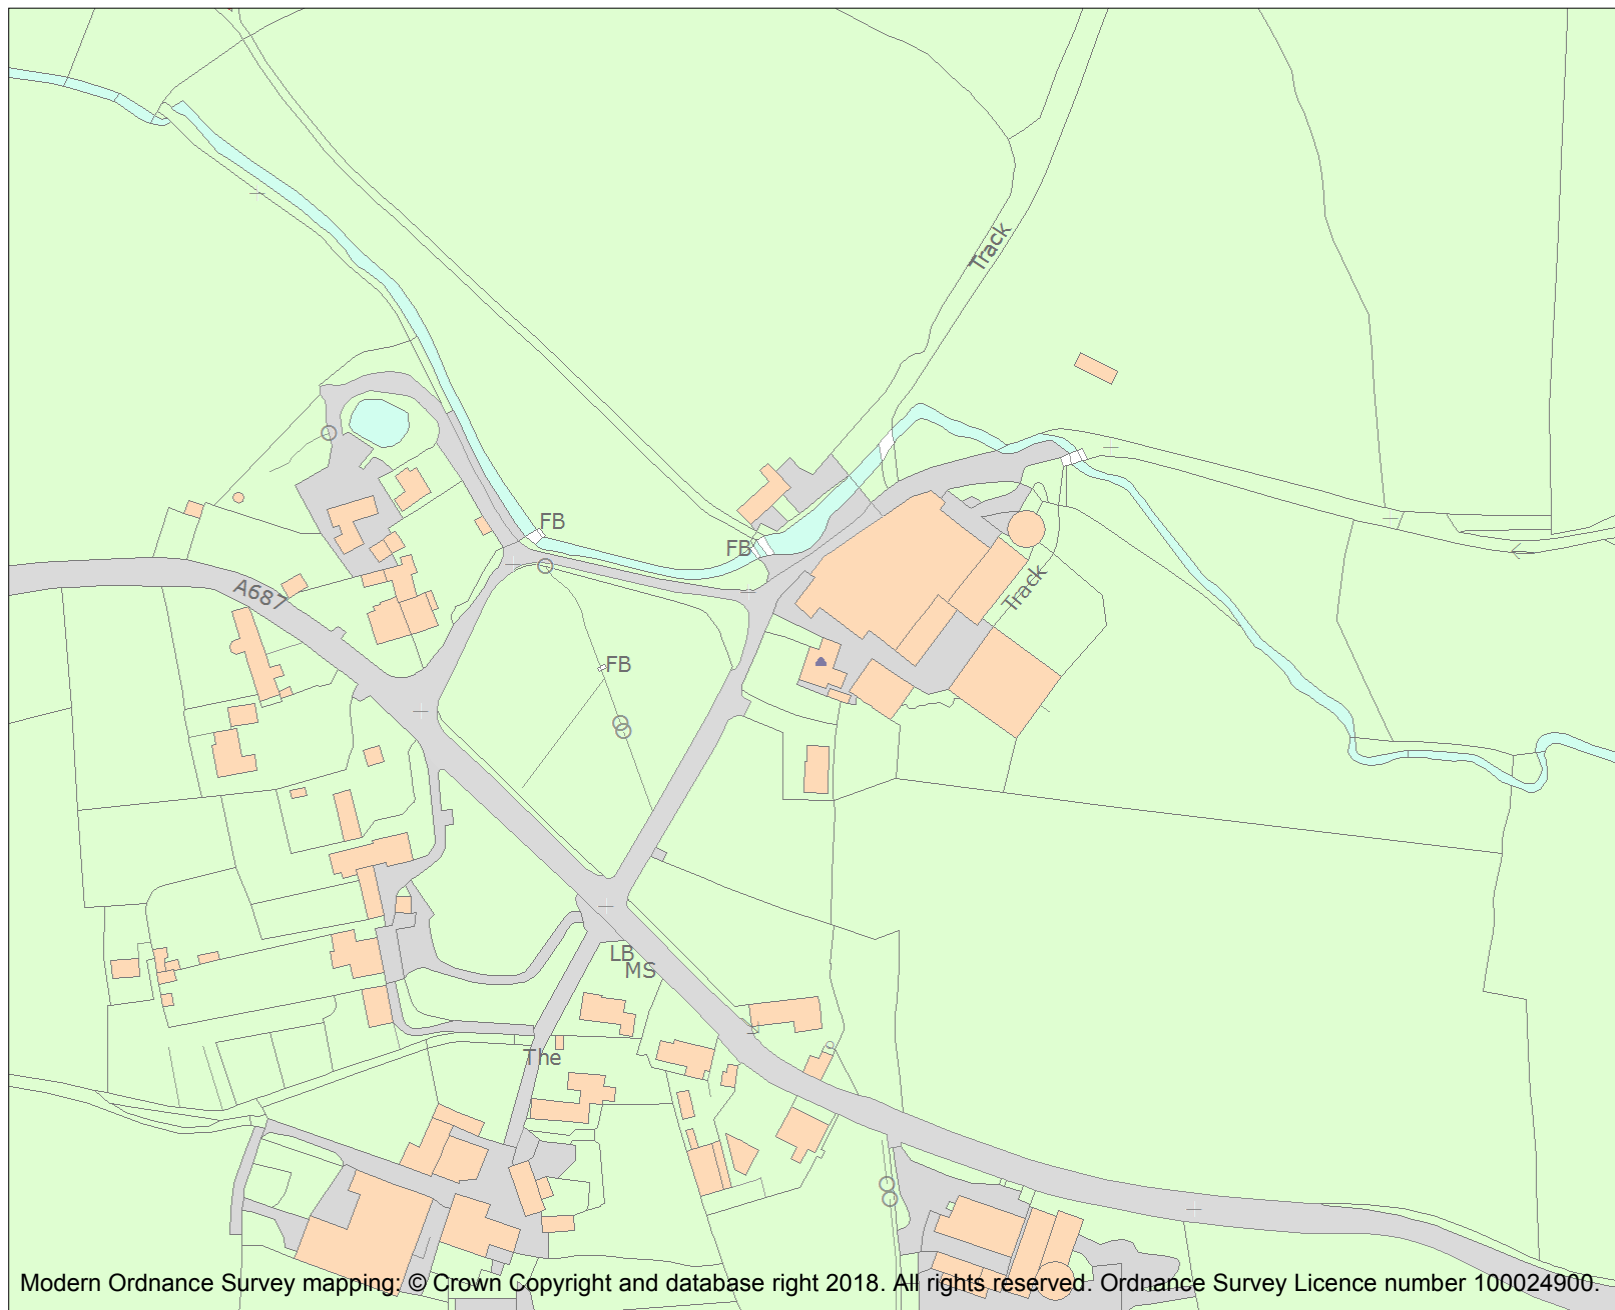 Track
FB
FB
A687
Track
FB
LB
MS
The
Modern Ordnance Survey mapping: © Crown Copyright and database right 2018. All rights reserved. Ordnance Survey Licence number 100024900.